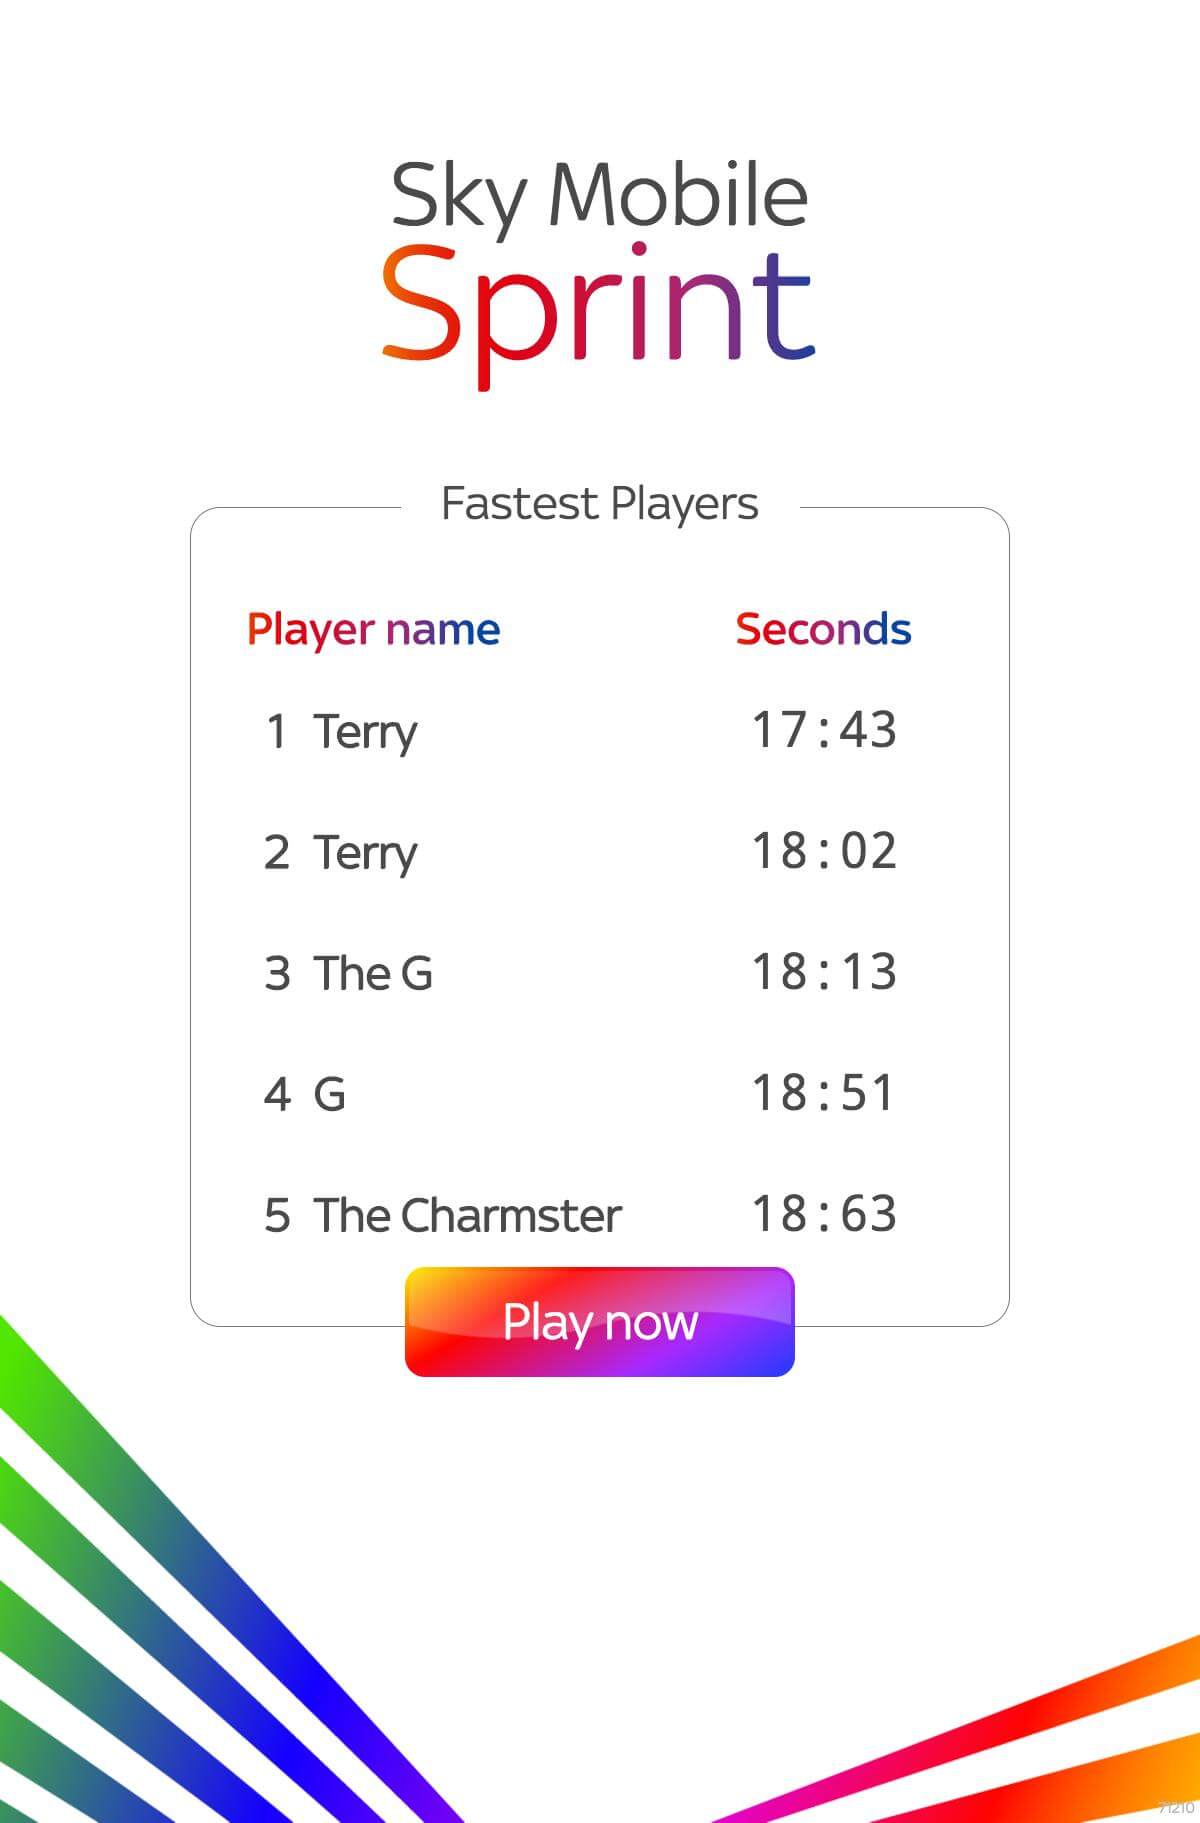 Sky Mobile
Sprint
Fastest Players
Player name Seconds
1 Terry 17:43
2 Terry 18:02
3 The G 18:13
4 G 18:51
5 The Charmster 18:63
Play now
71210